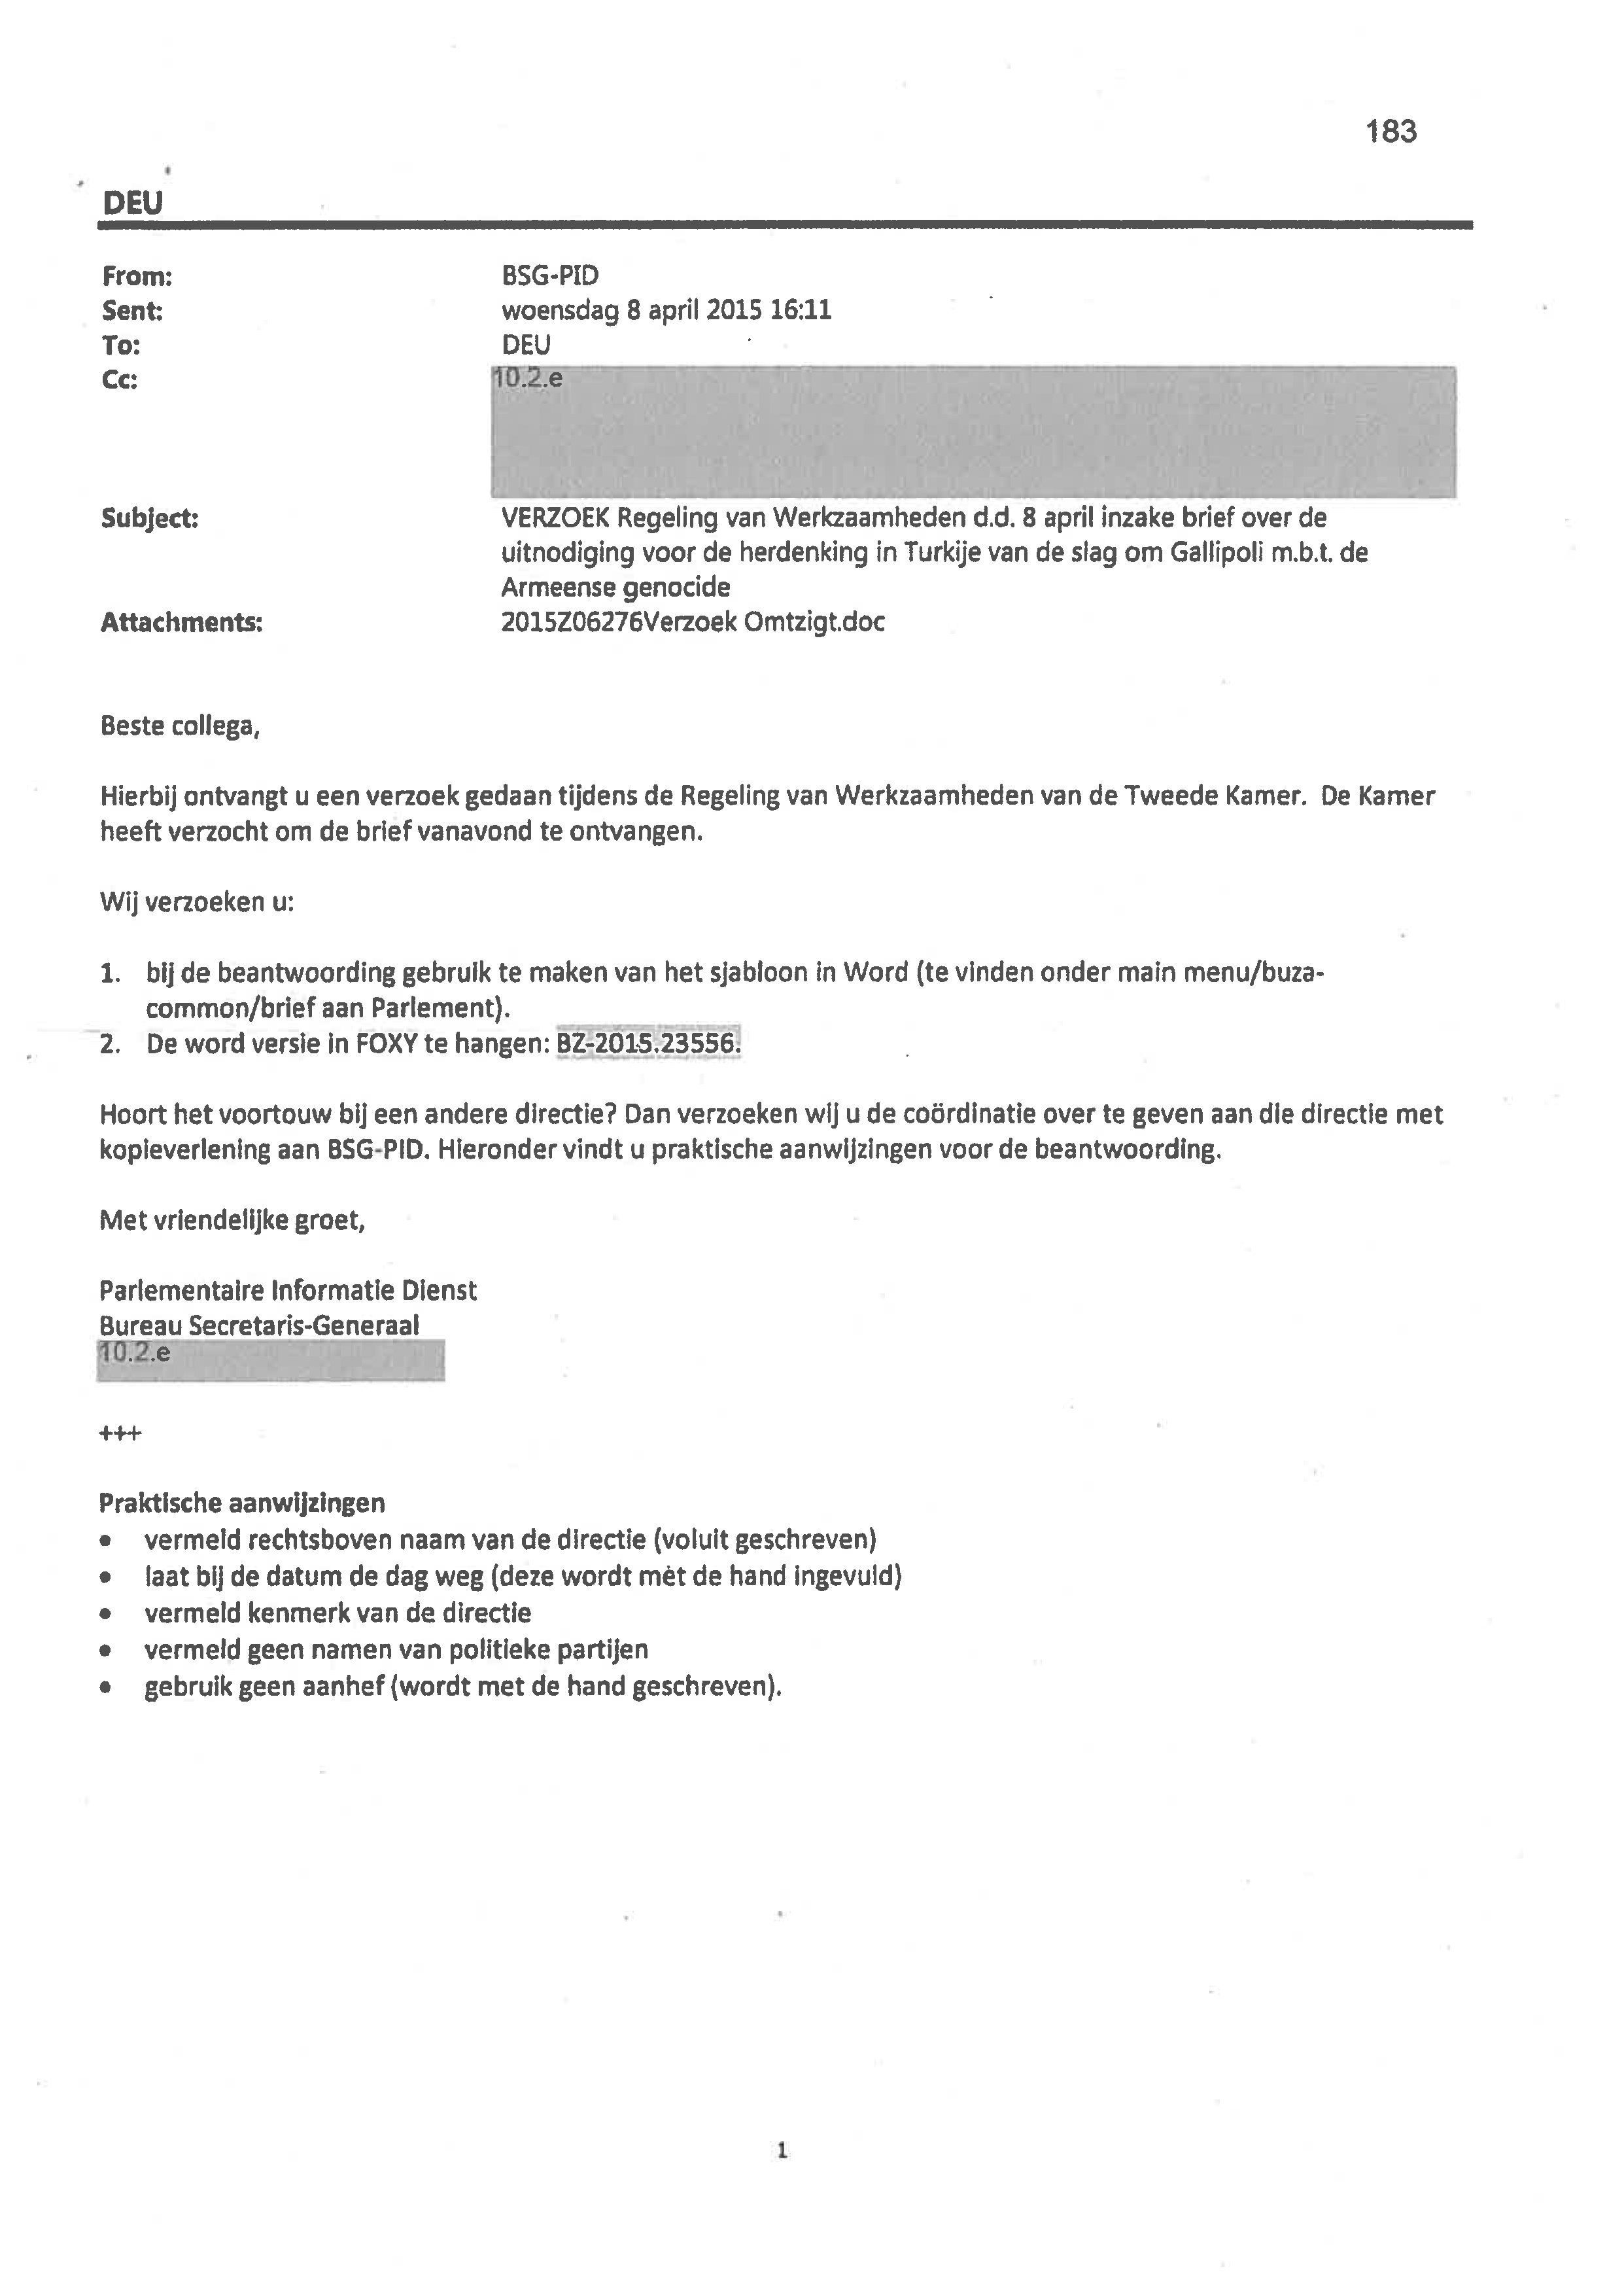 183
DEU
From: BSG-PID
Sent: woensdag 8 april 2015 16:11
To: DEU
Cc: 10.2.e
Subject: VERZOEK Regeling van Werkzaamheden d.d. 8 april inzake brief over de
uitnodiging voor de herdenking in Turkije van de slag om Gallipoli m.b.t. de
Armeense genocide
Attachments: 2015Z06276Verzoek Omtzigt.doc
Beste collega,
Hierbij ontvangt u een verzoek gedaan tijdens de Regeling van Werkzaamheden van de Tweede Kamer. De Kamer
heeft verzocht om de brief vanavond te ontvangen.
Wij verzoeken u:
1. bij de beantwoording gebruik te maken van het sjabloon in Word (te vinden onder main menu/buza-
common/brief aan Parlement).
2. De word versie in FOXY te hangen: BZ-2015.23556.
Hoort het voortouw bij een andere directie? Dan verzoeken wij u de coördinatie over te geven aan die directie met
kopieverlening aan BSG-PID. Hieronder vindt u praktische aanwijzingen voor de beantwoording.
Met vriendelijke groet,
Parlementaire Informatie Dienst
Bureau Secretaris-Generaal
10.2.e
+++
Praktische aanwijzingen
• vermeld rechtsboven naam van de directie (voluit geschreven)
• laat bij de datum de dag weg (deze wordt mèt de hand ingevuld)
• vermeld kenmerk van de directie
• vermeld geen namen van politieke partijen
• gebruik geen aanhef (wordt met de hand geschreven).
1